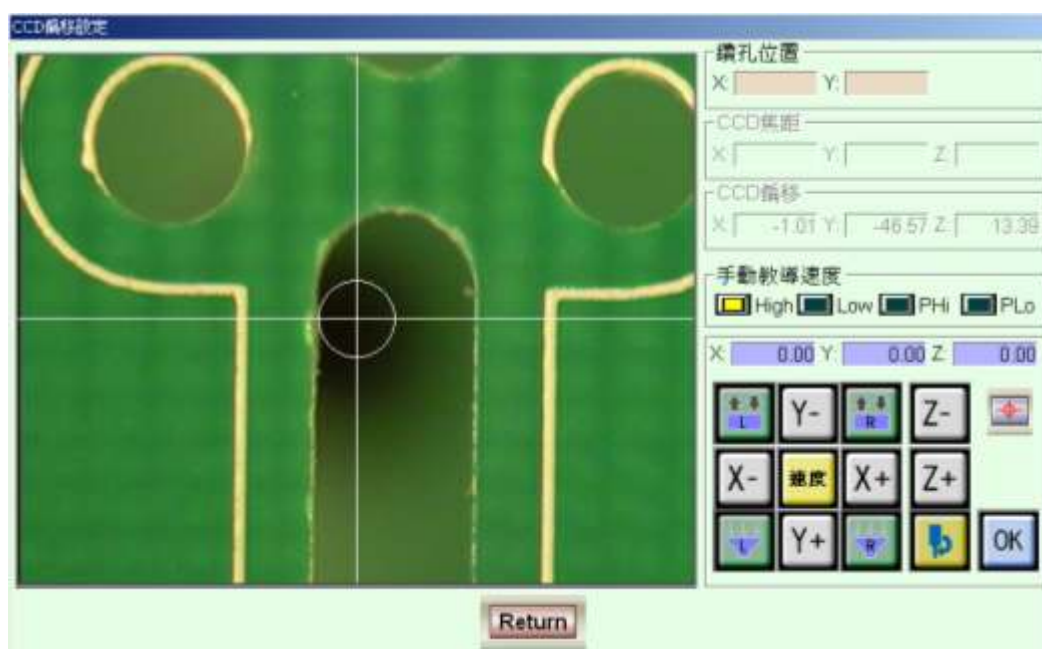 CCD偏移設定
鑽孔位置
X: Y:
CCD焦距
X: Y: Z:
CCD偏移
X: -1.01 Y: -46.57 Z: 13.39
手動教導速度
High Low PHi PLo
X: 0.00 Y: 0.00 Z: 0.00
L Y- R Z-
X- 速度 X+ Z+
L Y+ R OK
Return